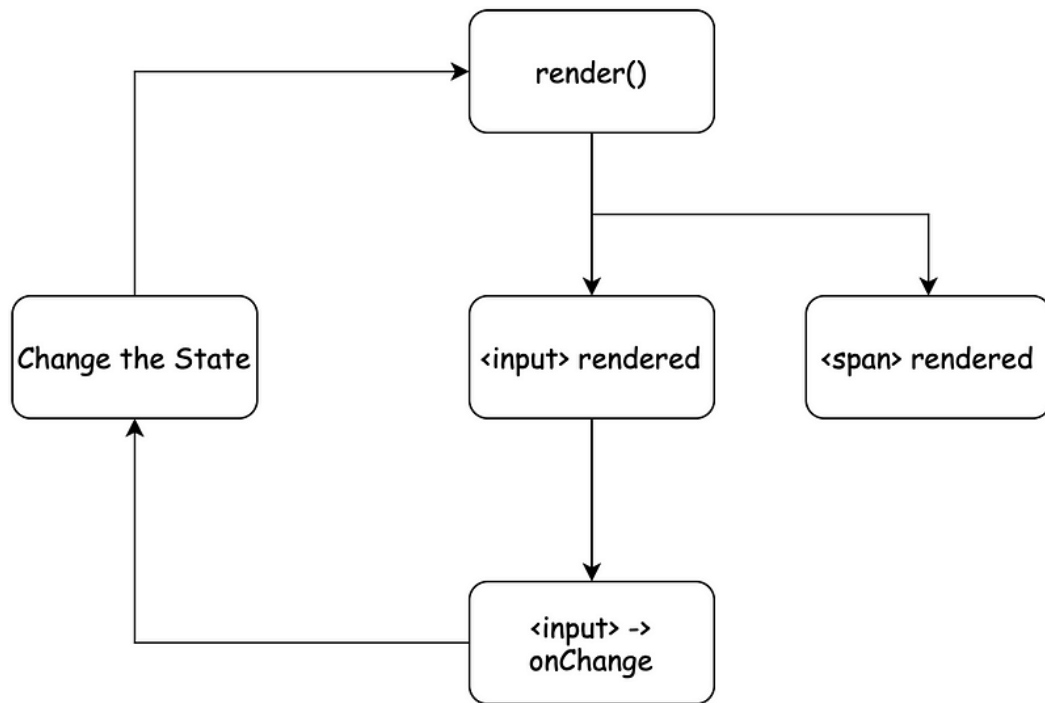 render()
Change the State
<input> rendered
<span> rendered
<input> ->
onChange